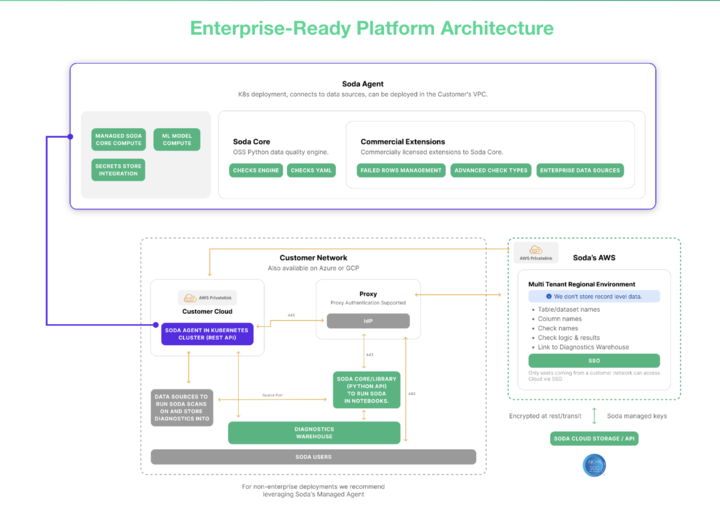 Enterprise-Ready Platform Architecture
Soda Agent
K8s deployment, connects to data sources, can be deployed in the Customer's VPC.
MANAGED SODA
CORE COMPUTE
ML MODEL
COMPUTE
SECRETS STORE
INTEGRATION
Soda Core
OSS Python data quality engine.
CHECKS ENGINE
CHECKS YAML
Commercial Extensions
Commercially licensed extensions to Soda Core.
FAILED ROWS MANAGEMENT
ADVANCED CHECK TYPES
ENTERPRISE DATA SOURCES
Customer Network
Also available on Azure or GCP
AWS Privatelink
Customer Cloud
SODA AGENT IN KUBERNETES
CLUSTER (REST API)
Proxy
Proxy Authentication Supported
443
443
443
DATA SOURCES TO
RUN SODA SCANS
ON AND STORE
DIAGNOSTICS INTO
SODA CORE/LIBRARY
(PYTHON API)
TO RUN SODA
IN NOTEBOOKS.
DIAGNOSTICS
WAREHOUSE
SODA USERS
For non-enterprise deployments we recommend
leveraging Soda's Managed Agent
AWS Privatelink
Soda's AWS
Multi Tenant Regional Environment
We don't store record level data.
• Table/dataset names
• Column names
• Check names
• Check logic & results
• Link to Diagnostics Warehouse
SSO
Only users coming from a customer network can access
Cloud via SSO.
Encrypted at rest/transit
Soda managed keys
SODA CLOUD STORAGE / API